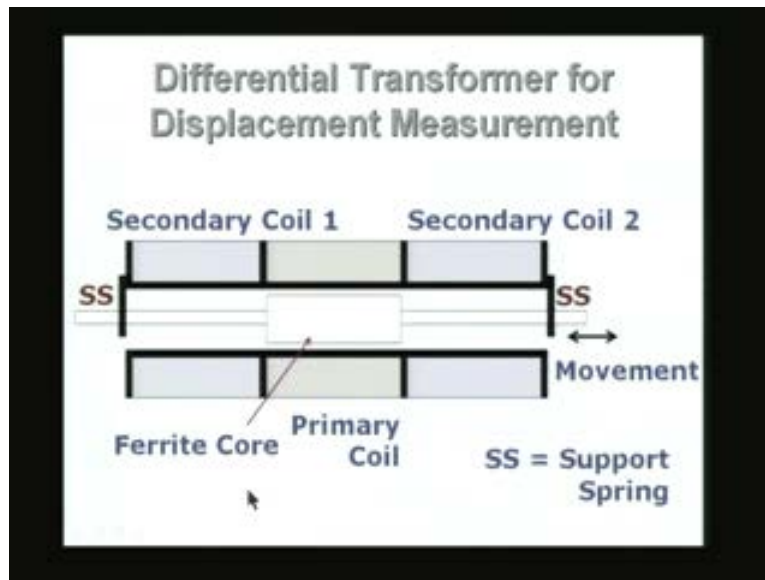 Differential Transformer for
Displacement Measurement
Secondary Coil 1
Secondary Coil 2
SS
SS
Movement
Ferrite Core
Primary
Coil
SS = Support
Spring